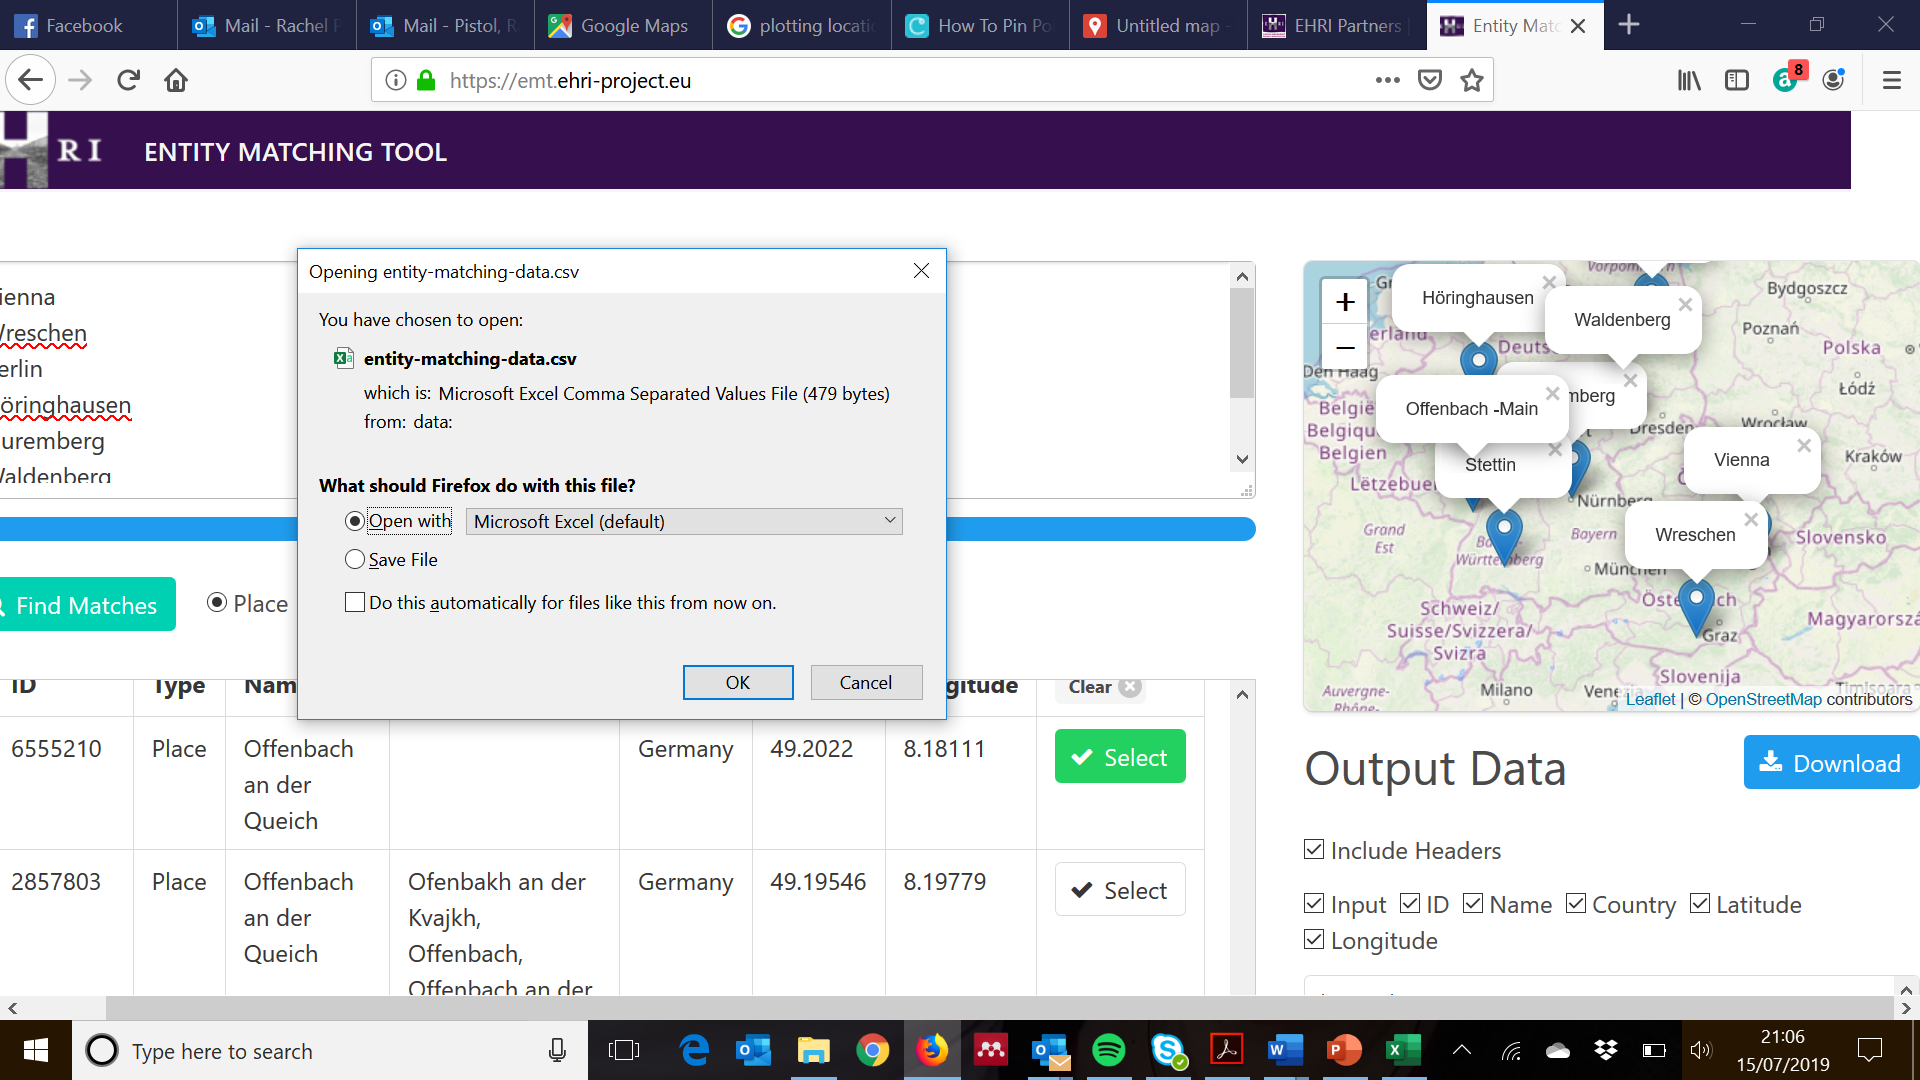 Facebook
Mail - Rachel P
Mail - Pistol, R
Google Maps
plotting locati
How To Pin Po
Untitled map -
EHRI Partners
Entity Matc
https://emt.ehri-project.eu
8
RI
ENTITY MATCHING TOOL
ienna
reschen
erlin
öringhausen
uremberg
aldenberg
Opening entity-matching-data.csv
You have chosen to open:
entity-matching-data.csv
which is: Microsoft Excel Comma Separated Values File (479 bytes)
from: data:
What should Firefox do with this file?
Open with
Microsoft Excel (default)
Save File
Do this automatically for files like this from now on.
OK
Cancel
Find Matches
Place
ID
Type
Nam
gitude
Clear
6555210
Place
Offenbach
an der
Queich
Germany
49.2022
8.18111
Select
2857803
Place
Offenbach
an der
Queich
Ofenbakh an der
Kvajkh,
Offenbach,
Offenbach an der
Germany
49.19546
8.19779
Select
+
−
Höringhausen
Waldenberg
mberg
Offenbach -Main
Stettin
Vienna
Wreschen
Vorpommern
Bydgoszcz
Poznań
Polska
Łódź
erland
Deuts
Den Haag
België
Belgique
Belgien
Dresden
Wrocław
Kraków
Lëtzebue
Nürnberg
Grand
Est
Württemberg
Bayern
München
Slovensko
Schweiz/
Suisse/Svizzera/
Svizra
Öste
ch
Graz
Magyarorszá
Slovenija
Milano
Vene
Timișoara
Auvergne-
Rhône-
Leaflet | © OpenStreetMap contributors
Output Data
Download
Include Headers
Input
ID
Name
Country
Latitude
Longitude
Type here to search
21:06
15/07/2019